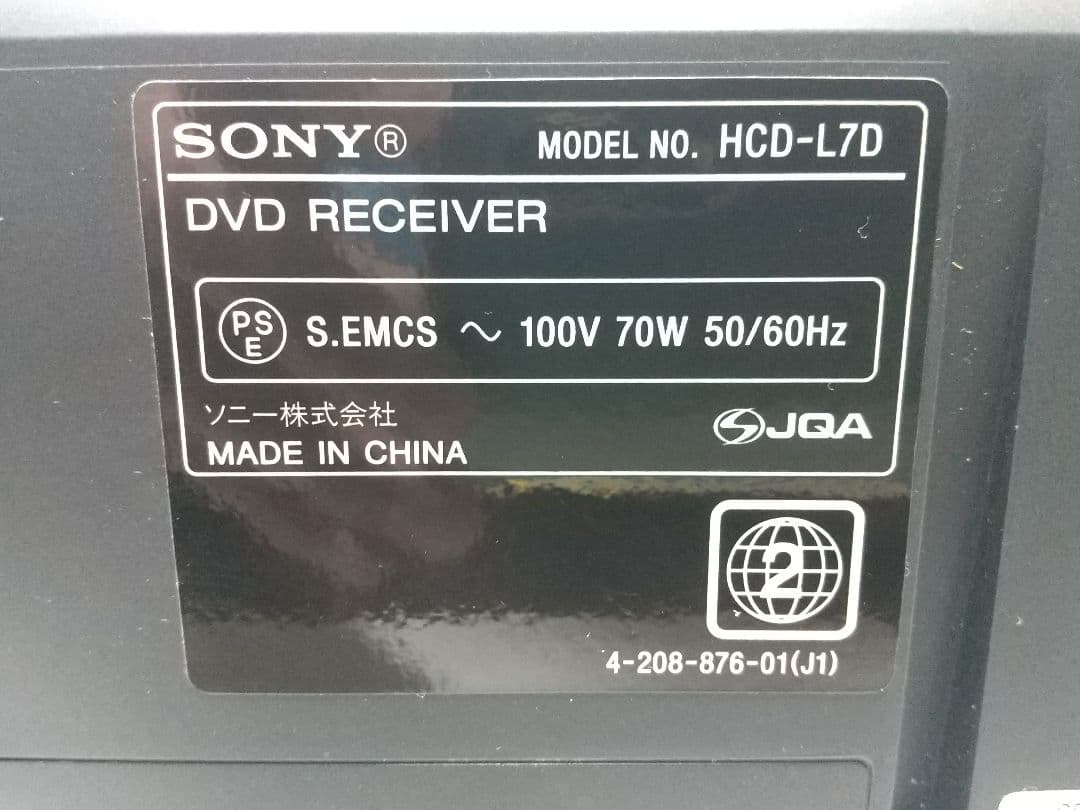 SONY® MODEL NO. HCD-L7D
DVD RECEIVER
PSE S.EMCS ～ 100V 70W 50/60Hz
ソニー株式会社
JQA
MADE IN CHINA
2
4-208-876-01(J1)